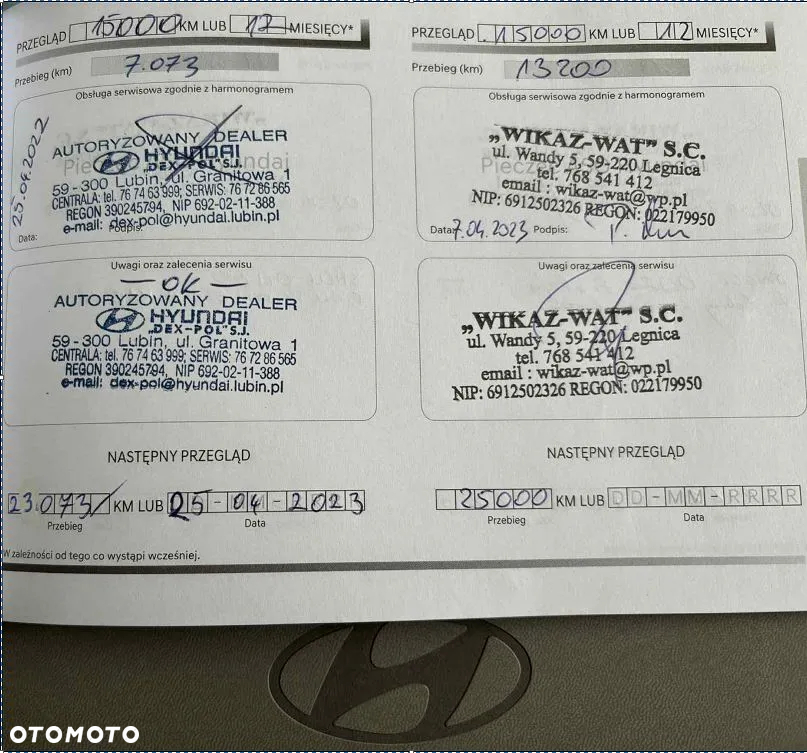 PRZEGLĄD 15000 KM LUB 12 MIESIĘCY*
Przebieg (km) 7.073
Obsługa serwisowa zgodnie z harmonogramem
25.04.2022
AUTORYZOWANY DEALER
HYUNDAI
„DEX-POL"S.J.
59-300 Lubin, ul. Granitowa 1
CENTRALA: tel. 76 74 63 999; SERWIS: 76 72 86 565
REGON 390245794, NIP 692-02-11-388
e-mail: dex-pol@hyundai.lubin.pl
Data: Podpis:
Uwagi oraz zalecenia serwisu
— OK —
AUTORYZOWANY DEALER
HYUNDAI
„DEX-POL"S.J.
59-300 Lubin, ul. Granitowa 1
CENTRALA: tel. 76 74 63 999; SERWIS: 76 72 86 565
REGON 390245794, NIP 692-02-11-388
e-mail: dex-pol@hyundai.lubin.pl
NASTĘPNY PRZEGLĄD
23.073 KM LUB 25-04-2023
Przebieg Data
W zależności od tego co wystąpi wcześniej.
PRZEGLĄD 15000 KM LUB 12 MIESIĘCY*
Przebieg (km) 13200
Obsługa serwisowa zgodnie z harmonogramem
„WIKAZ-WAT" S.C.
ul. Wandy 5, 59-220 Legnica
tel. 768 541 412
email : wikaz-wat@wp.pl
NIP: 6912502326 REGON: 022179950
Data: 7.04.2023 Podpis:
Uwagi oraz zalecenia serwisu
„WIKAZ-WAT" S.C.
ul. Wandy 5, 59-220 Legnica
tel. 768 541 412
email : wikaz-wat@wp.pl
NIP: 6912502326 REGON: 022179950
NASTĘPNY PRZEGLĄD
25000 KM LUB DD-MM-RRRR
Przebieg Data
OTOMOTO